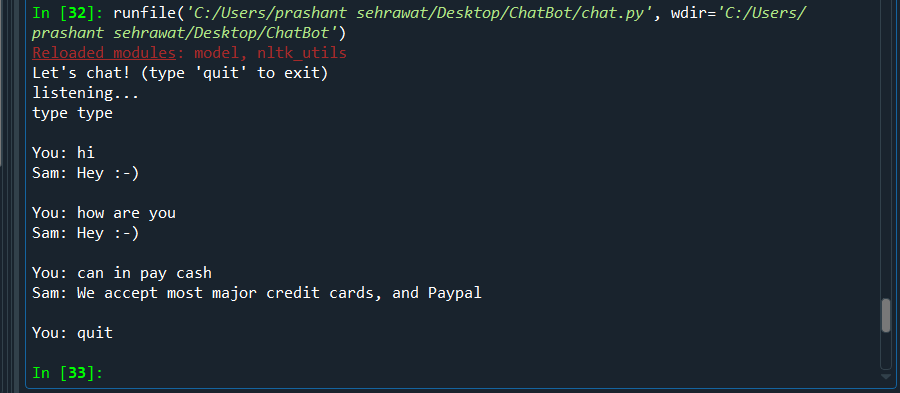 In [32]: runfile('C:/Users/prashant sehrawat/Desktop/ChatBot/chat.py', wdir='C:/Users/
prashant sehrawat/Desktop/ChatBot')
Reloaded modules: model, nltk_utils
Let's chat! (type 'quit' to exit)
listening...
type type
You: hi
Sam: Hey :-)
You: how are you
Sam: Hey :-)
You: can in pay cash
Sam: We accept most major credit cards, and Paypal
You: quit
In [33]: